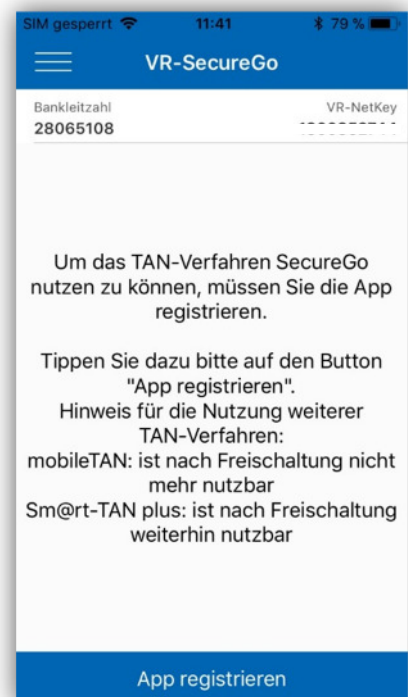 SIM gesperrt 11:41 79 %
VR-SecureGo
Bankleitzahl VR-NetKey
28065108
Um das TAN-Verfahren SecureGo
nutzen zu können, müssen Sie die App
registrieren.
Tippen Sie dazu bitte auf den Button
"App registrieren".
Hinweis für die Nutzung weiterer
TAN-Verfahren:
mobileTAN: ist nach Freischaltung nicht
mehr nutzbar
Sm@rt-TAN plus: ist nach Freischaltung
weiterhin nutzbar
App registrieren